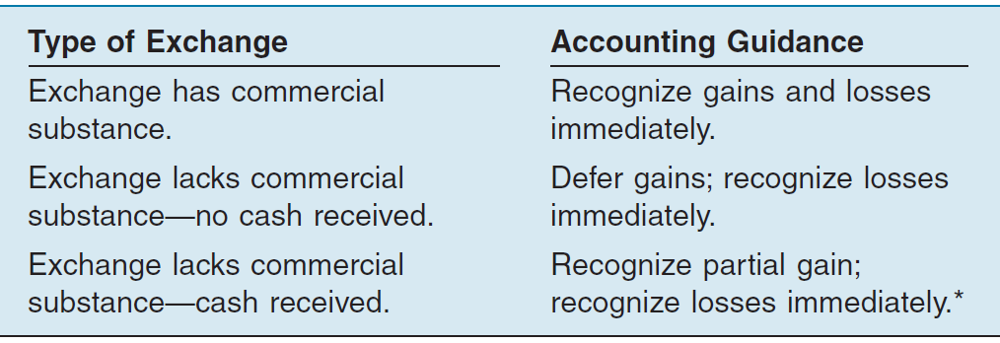 Type of Exchange
Accounting Guidance
Exchange has commercial
substance.
Recognize gains and losses
immediately.
Exchange lacks commercial
substance—no cash received.
Defer gains; recognize losses
immediately.
Exchange lacks commercial
substance—cash received.
Recognize partial gain;
recognize losses immediately.*